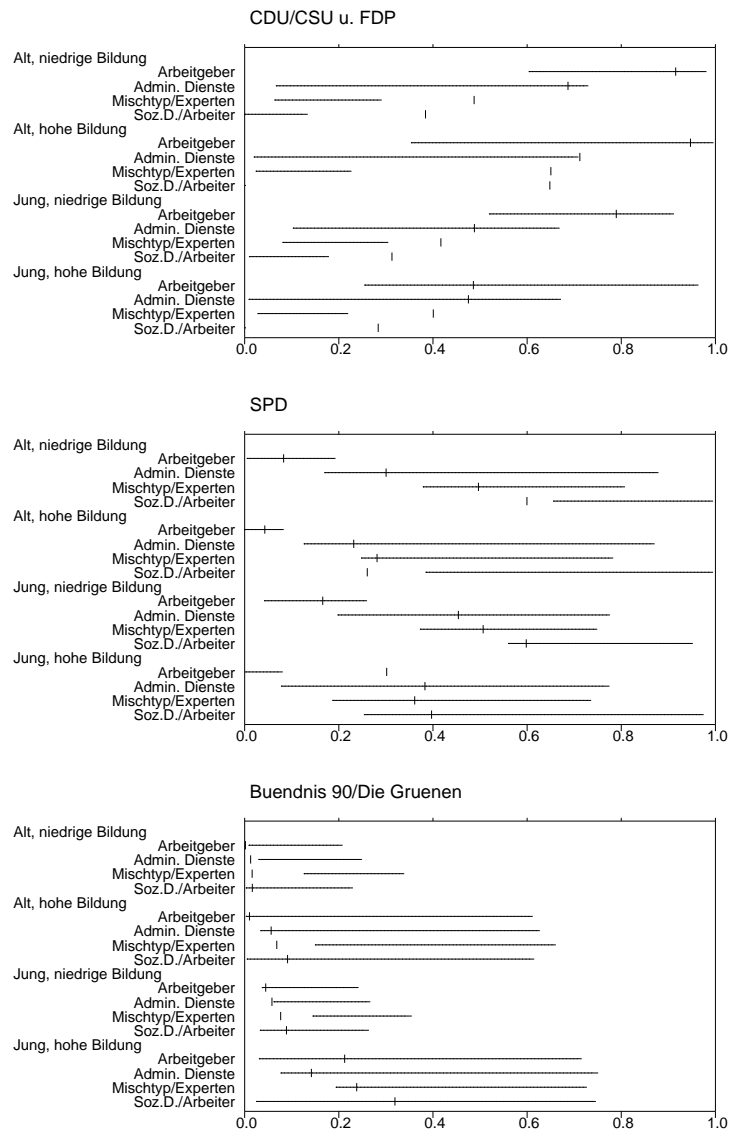 CDU/CSU u. FDP
Alt, niedrige Bildung
Arbeitgeber
Admin. Dienste
Mischtyp/Experten
Soz.D./Arbeiter
Alt, hohe Bildung
Arbeitgeber
Admin. Dienste
Mischtyp/Experten
Soz.D./Arbeiter
Jung, niedrige Bildung
Arbeitgeber
Admin. Dienste
Mischtyp/Experten
Soz.D./Arbeiter
Jung, hohe Bildung
Arbeitgeber
Admin. Dienste
Mischtyp/Experten
Soz.D./Arbeiter
0.0 0.2 0.4 0.6 0.8 1.0
SPD
Alt, niedrige Bildung
Arbeitgeber
Admin. Dienste
Mischtyp/Experten
Soz.D./Arbeiter
Alt, hohe Bildung
Arbeitgeber
Admin. Dienste
Mischtyp/Experten
Soz.D./Arbeiter
Jung, niedrige Bildung
Arbeitgeber
Admin. Dienste
Mischtyp/Experten
Soz.D./Arbeiter
Jung, hohe Bildung
Arbeitgeber
Admin. Dienste
Mischtyp/Experten
Soz.D./Arbeiter
0.0 0.2 0.4 0.6 0.8 1.0
Buendnis 90/Die Gruenen
Alt, niedrige Bildung
Arbeitgeber
Admin. Dienste
Mischtyp/Experten
Soz.D./Arbeiter
Alt, hohe Bildung
Arbeitgeber
Admin. Dienste
Mischtyp/Experten
Soz.D./Arbeiter
Jung, niedrige Bildung
Arbeitgeber
Admin. Dienste
Mischtyp/Experten
Soz.D./Arbeiter
Jung, hohe Bildung
Arbeitgeber
Admin. Dienste
Mischtyp/Experten
Soz.D./Arbeiter
0.0 0.2 0.4 0.6 0.8 1.0